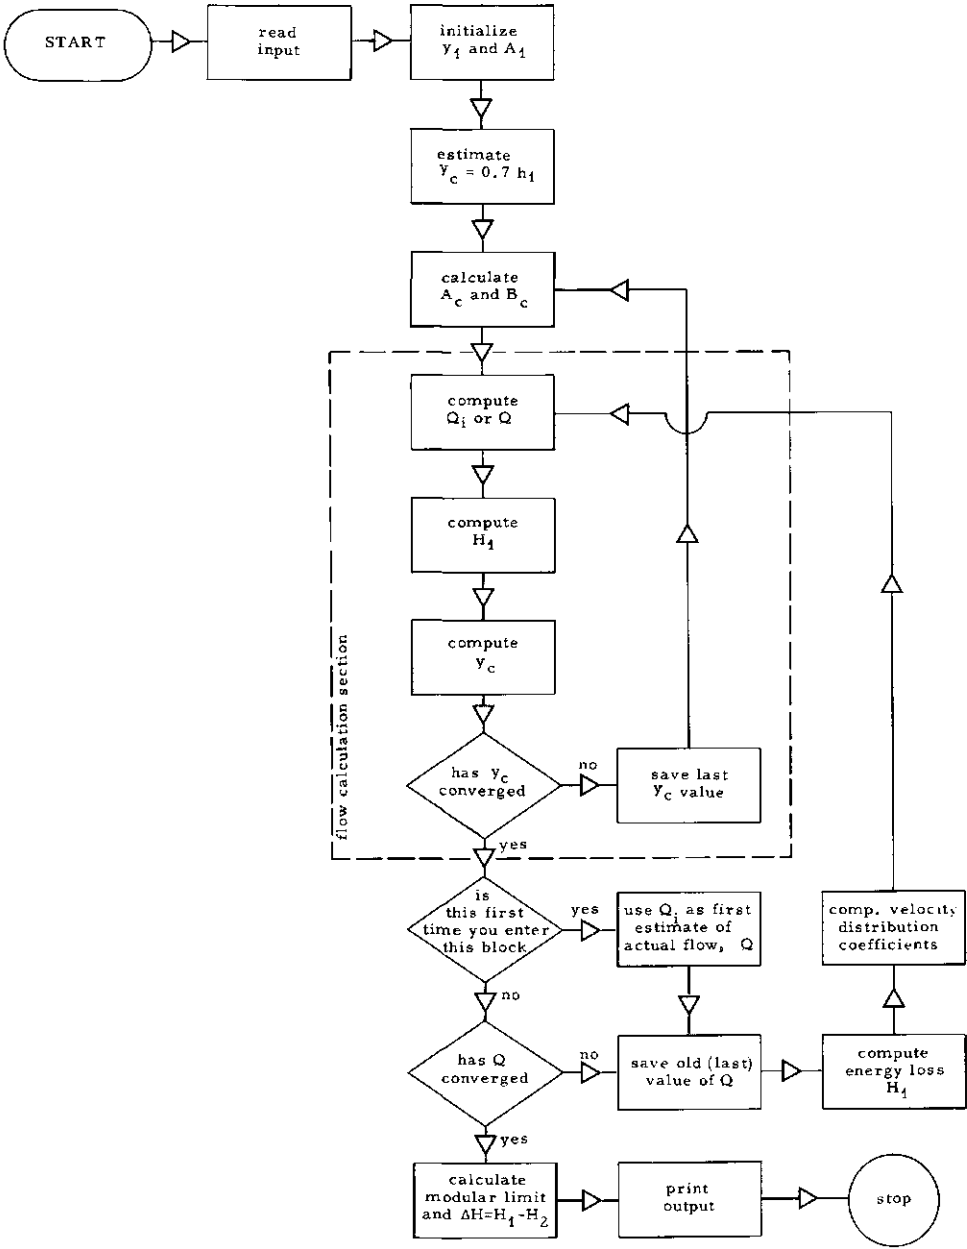 START
read
input
initialize
y1 and A1
estimate
yc = 0.7 h1
calculate
Ac and Bc
compute
Qi or Q
compute
H1
compute
yc
flow calculation section
has yc
converged
no
save last
yc value
yes
is
this first
time you enter
this block
yes
use Qi as first
estimate of
actual flow, Q
comp. velocity
distribution
coefficients
no
has Q
converged
no
save old (last)
value of Q
compute
energy loss
H1
yes
calculate
modular limit
and ΔH=H1-H2
print
output
stop